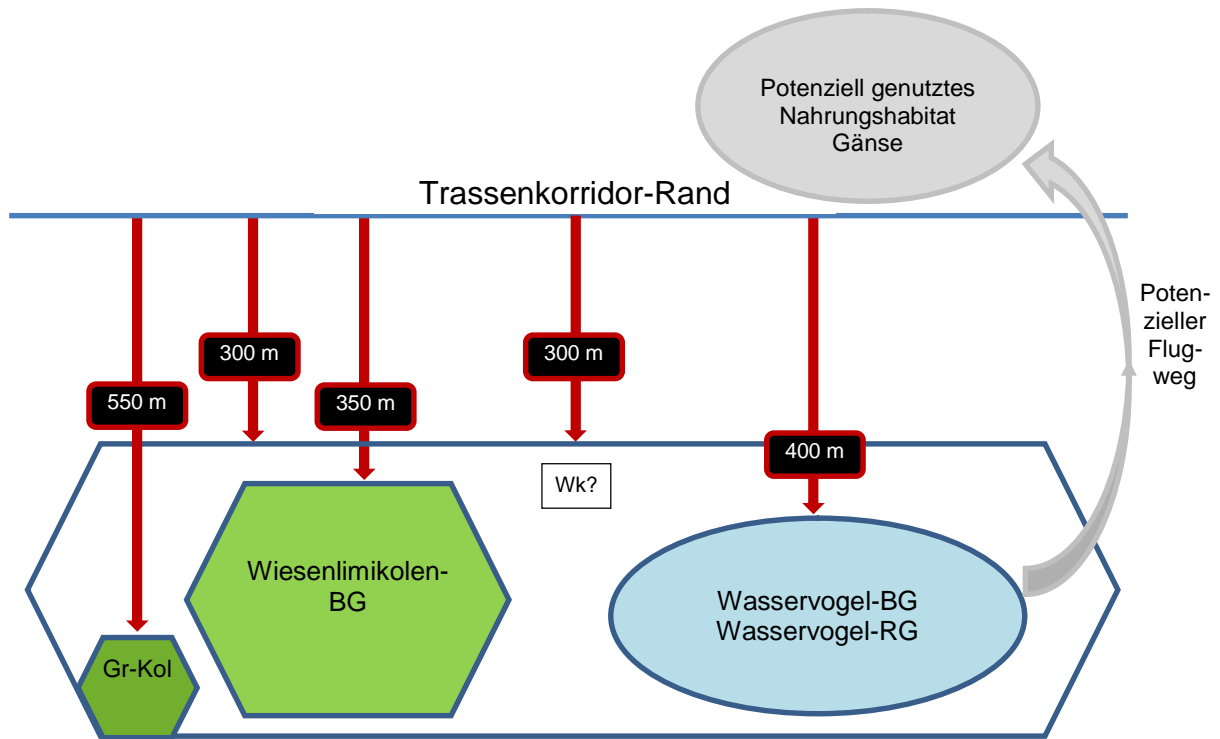 Potenziell genutztes
Nahrungshabitat
Gänse
Trassenkorridor-Rand
Poten-
zieller
Flug-
weg
300 m
300 m
550 m
350 m
400 m
Wk?
Wiesenlimikolen-
BG
Wasservogel-BG
Wasservogel-RG
Gr-Kol